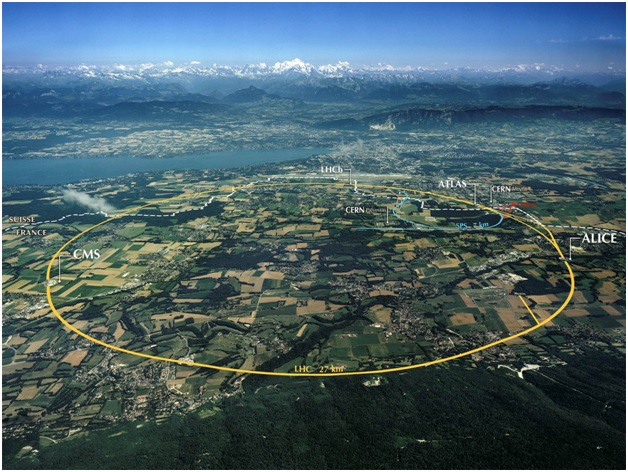 LHCb
ATLAS
CERN
CERN
SPS 7 km
SUISSE
FRANCE
CMS
ALICE
LHC 27 km